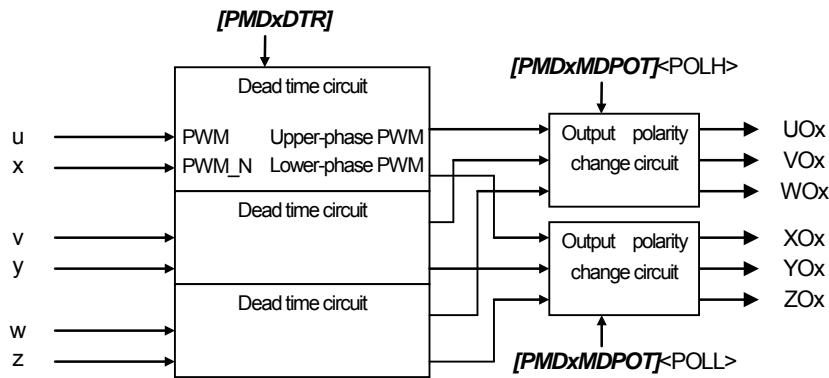 [PMDxDTR]
Dead time circuit
[PMDxMDPOT]<POLH>
u
PWM Upper-phase PWM
Output polarity
change circuit
UOx
x
PWM_N Lower-phase PWM
VOx
WOx
Dead time circuit
v
y
Output polarity
change circuit
XOx
YOx
ZOx
Dead time circuit
w
z
[PMDxMDPOT]<POLL>